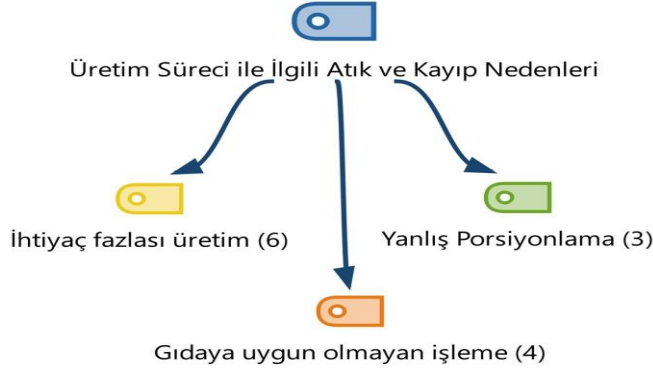 Üretim Süreci ile İlgili Atık ve Kayıp Nedenleri
İhtiyaç fazlası üretim (6)
Yanlış Porsiyonlama (3)
Gıdaya uygun olmayan işleme (4)